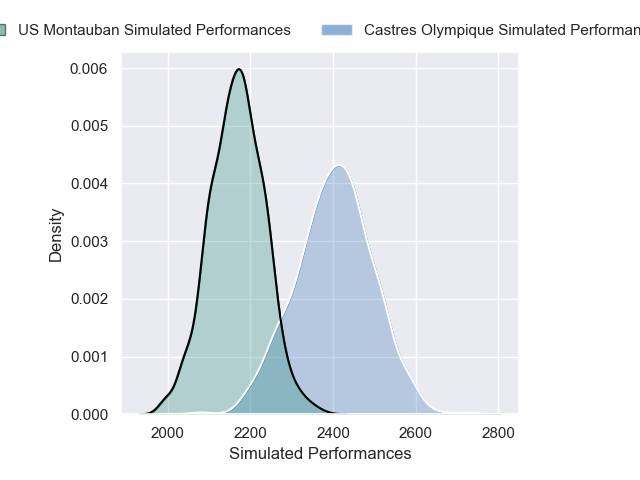 US Montauban Simulated Performances
Castres Olympique Simulated Performan
0.006
0.005
0.004
0.003
0.002
0.001
0.000
Density
2000 2200 2400 2600 2800
Simulated Performances